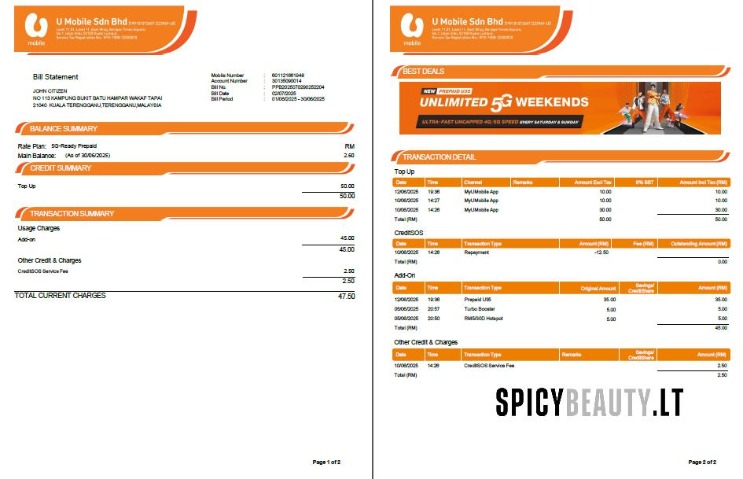 U Mobile Sdn Bhd
mobile
Bill Statement
JOHN CITIZEN
NO 113 KAMPUNG BUKIT BATU KAMPAR WAKAF TAPAI
21040 KUALA TERENGGANU,TERENGGANU,MALAYSIA
Mobile Number :
Account Number :
Bill No. :
Bill Date : 02/07/2025
Bill Period : 01/06/2025 - 30/06/2025
BALANCE SUMMARY
Rate Plan: 5G-Ready Prepaid RM
Main Balance: (As of 30/06/2025) 2.60
CREDIT SUMMARY
Top Up 50.00
50.00
TRANSACTION SUMMARY
Usage Charges
Add-on 45.00
45.00
Other Credit & Charges
CreditSOS Service Fee 2.50
2.50
TOTAL CURRENT CHARGES 47.50
Page 1 of 2
U Mobile Sdn Bhd
mobile
BEST DEALS
NEW PREPAID U35
UNLIMITED 5G WEEKENDS
ULTRA-FAST UNCAPPED 4G/5G SPEED EVERY SATURDAY & SUNDAY
TRANSACTION DETAIL
Top Up
Date Time Channel Remarks Amount Excl Tax 6% SST Amount Incl Tax (RM)
12/06/2025 19:36 MyUMobile App 10.00 10.00
10/06/2025 14:27 MyUMobile App 10.00 10.00
10/06/2025 14:26 MyUMobile App 30.00 30.00
Total (RM) 50.00 50.00
CreditSOS
Date Time Transaction Type Amount (RM) Fee (RM) Outstanding Amount (RM)
10/06/2025 14:26 Repayment -12.50
Total (RM) 0.00
Add-On
Date Time Transaction Type Original Amount Savings/ CreditShare Amount (RM)
12/06/2025 19:36 Prepaid U35 35.00 35.00
05/06/2025 20:57 Turbo Booster 5.00 5.00
05/06/2025 20:50 RM5/30D Hotspot 5.00 5.00
Total (RM) 45.00
Other Credit & Charges
Date Time Transaction Type Remarks Savings/ CreditShare Amount (RM)
10/06/2025 14:26 CreditSOS Service Fee 2.50
Total (RM) 2.50
SPICYBEAUTY.LT
Page 2 of 2